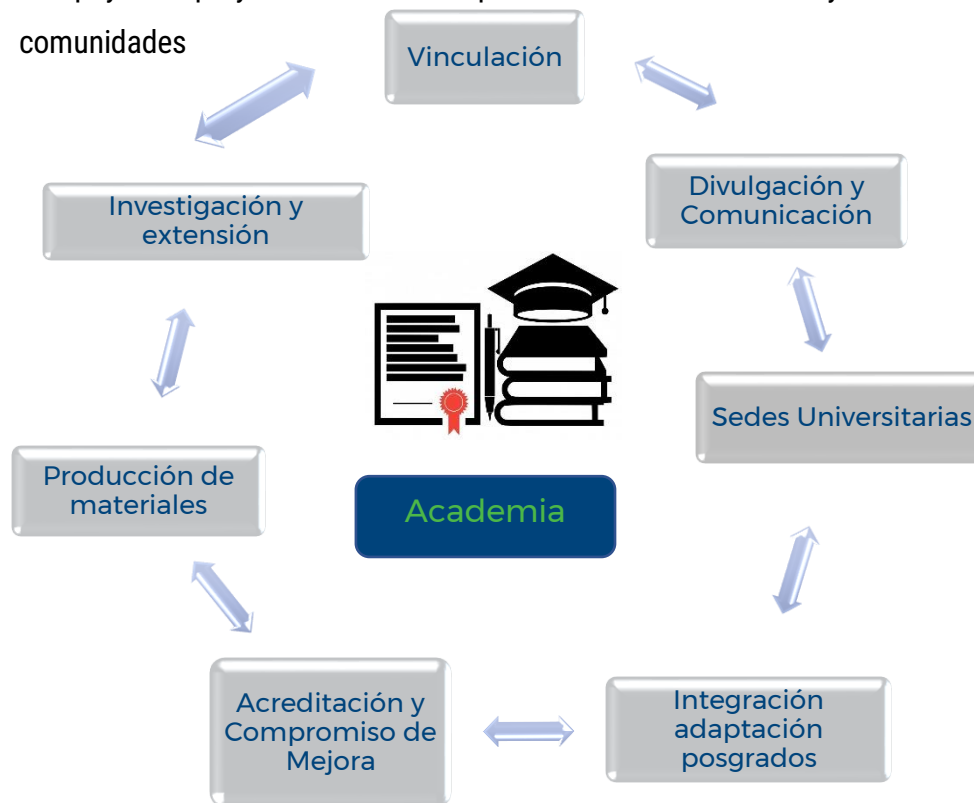 comunidades
Vinculación
Divulgación y
Comunicación
Sedes Universitarias
Integración
adaptación
posgrados
Acreditación y
Compromiso de
Mejora
Producción de
materiales
Investigación y
extensión
Academia